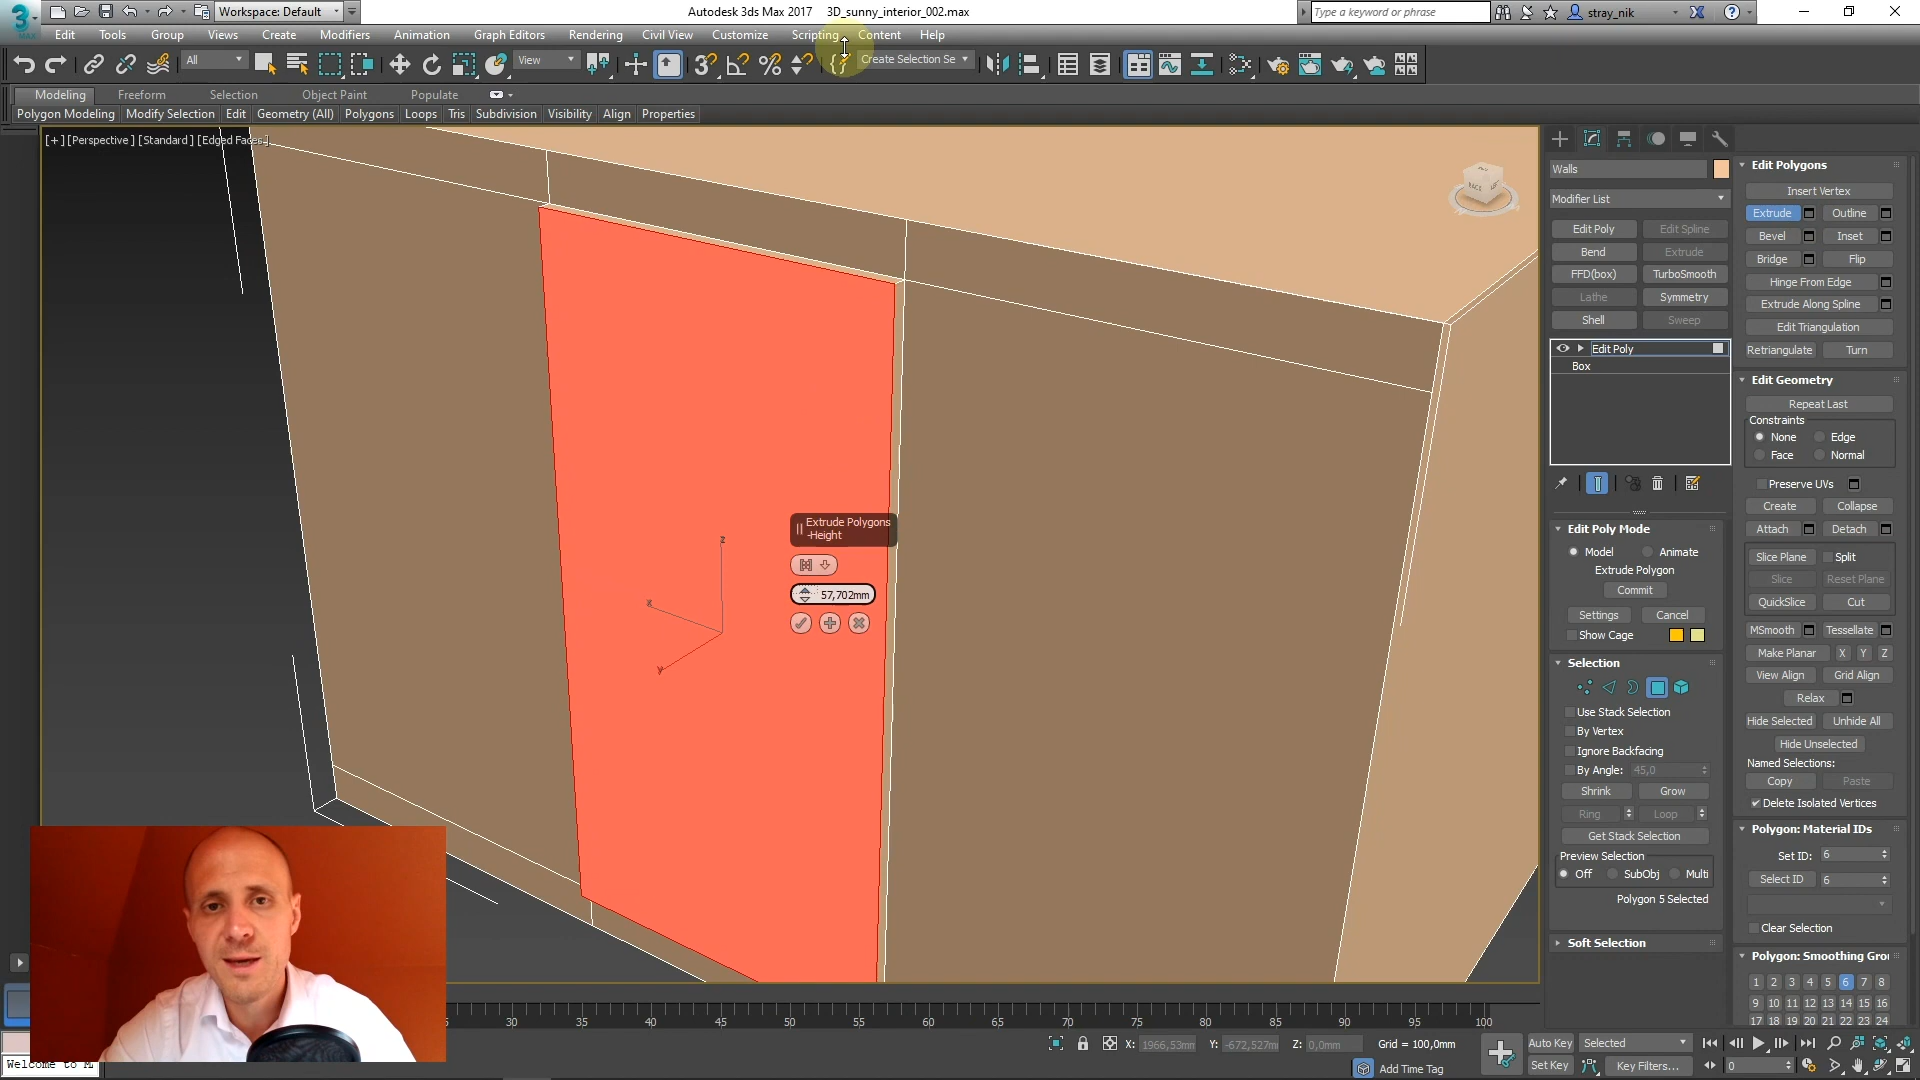 Workspace: Default
Autodesk 3ds Max 2017 3D_sunny_interior_002.max
Type a keyword or phrase
stray_nik
MAX
Edit Tools Group Views Create Modifiers Animation Graph Editors Rendering Civil View Customize Scripting Content Help
All
View
Create Selection Se
Modeling Freeform Selection Object Paint Populate
Polygon Modeling Modify Selection Edit Geometry (All) Polygons Loops Tris Subdivision Visibility Align Properties
[+] [Perspective ] [Standard ] [Edged Faces ]
Extrude Polygons
-Height
57,702mm
z
x
y
Walls
Modifier List
Edit Poly Edit Spline
Bend Extrude
FFD(box) TurboSmooth
Lathe Symmetry
Shell Sweep
Edit Poly
Box
Edit Poly Mode
Model Animate
Extrude Polygon
Commit
Settings Cancel
Show Cage
Selection
Use Stack Selection
By Vertex
Ignore Backfacing
By Angle: 45,0
Shrink Grow
Ring Loop
Get Stack Selection
Preview Selection
Off SubObj Multi
Polygon 5 Selected
Soft Selection
Edit Polygons
Insert Vertex
Extrude Outline
Bevel Inset
Bridge Flip
Hinge From Edge
Extrude Along Spline
Edit Triangulation
Retriangulate Turn
Edit Geometry
Repeat Last
Constraints
None Edge
Face Normal
Preserve UVs
Create Collapse
Attach Detach
Slice Plane Split
Slice Reset Plane
QuickSlice Cut
MSmooth Tessellate
Make Planar X Y Z
View Align Grid Align
Relax
Hide Selected Unhide All
Hide Unselected
Named Selections:
Copy Paste
Delete Isolated Vertices
Polygon: Material IDs
Set ID: 6
Select ID 6
Clear Selection
Polygon: Smoothing Gro
1 2 3 4 5 6 7 8
9 10 11 12 13 14 15 16
17 18 19 20 21 22 23 24
30 35 40 45 50 55 60 65 70 75 80 85 90 95 100
X: 1966,53mm Y: -672,527m Z: 0,0mm Grid = 100,0mm
Add Time Tag
Auto Key Selected
Set Key Key Filters... 0
Welcome to M